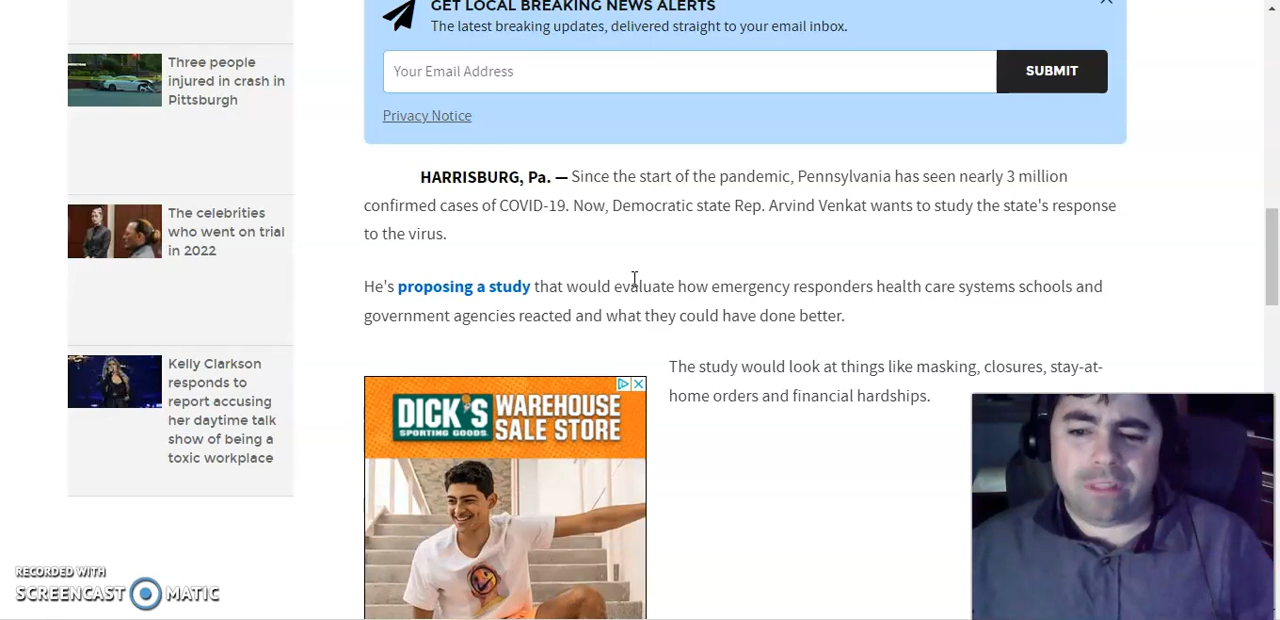 GET LOCAL BREAKING NEWS ALERTS
The latest breaking updates, delivered straight to your email inbox.
Your Email Address
SUBMIT
Privacy Notice
Three people
injured in crash in
Pittsburgh
The celebrities
who went on trial
in 2022
Kelly Clarkson
responds to
report accusing
her daytime talk
show of being a
toxic workplace
HARRISBURG, Pa. — Since the start of the pandemic, Pennsylvania has seen nearly 3 million
confirmed cases of COVID-19. Now, Democratic state Rep. Arvind Venkat wants to study the state's response
to the virus.
He's proposing a study that would evaluate how emergency responders health care systems schools and
government agencies reacted and what they could have done better.
The study would look at things like masking, closures, stay-at-
home orders and financial hardships.
DICK'S
SPORTING GOODS.
WAREHOUSE
SALE STORE
RECORDED WITH
SCREENCAST MATIC